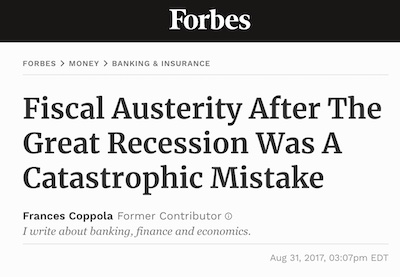 Forbes
FORBES > MONEY > BANKING & INSURANCE
Fiscal Austerity After The
Great Recession Was A
Catastrophic Mistake
Frances Coppola Former Contributor
I write about banking, finance and economics.
Aug 31, 2017, 03:07pm EDT